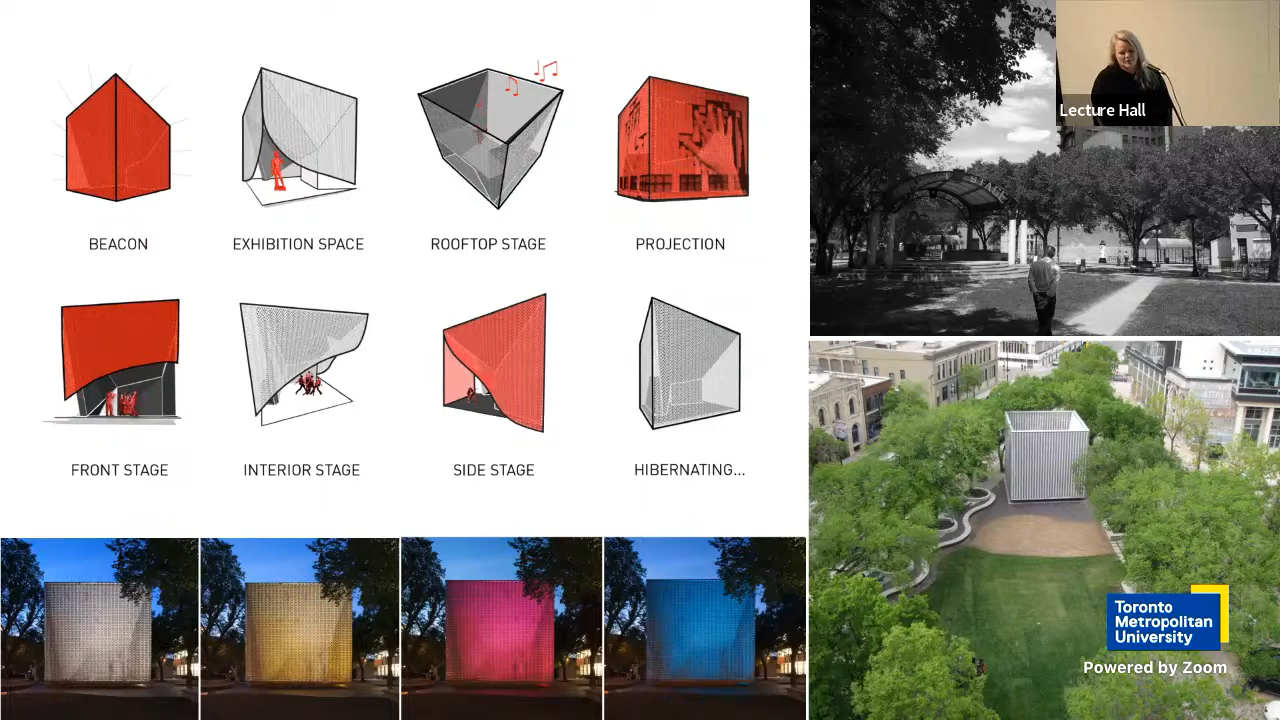 BEACON
EXHIBITION SPACE
ROOFTOP STAGE
PROJECTION
FRONT STAGE
INTERIOR STAGE
SIDE STAGE
HIBERNATING...
Lecture Hall
Toronto
Metropolitan
University
Powered by Zoom